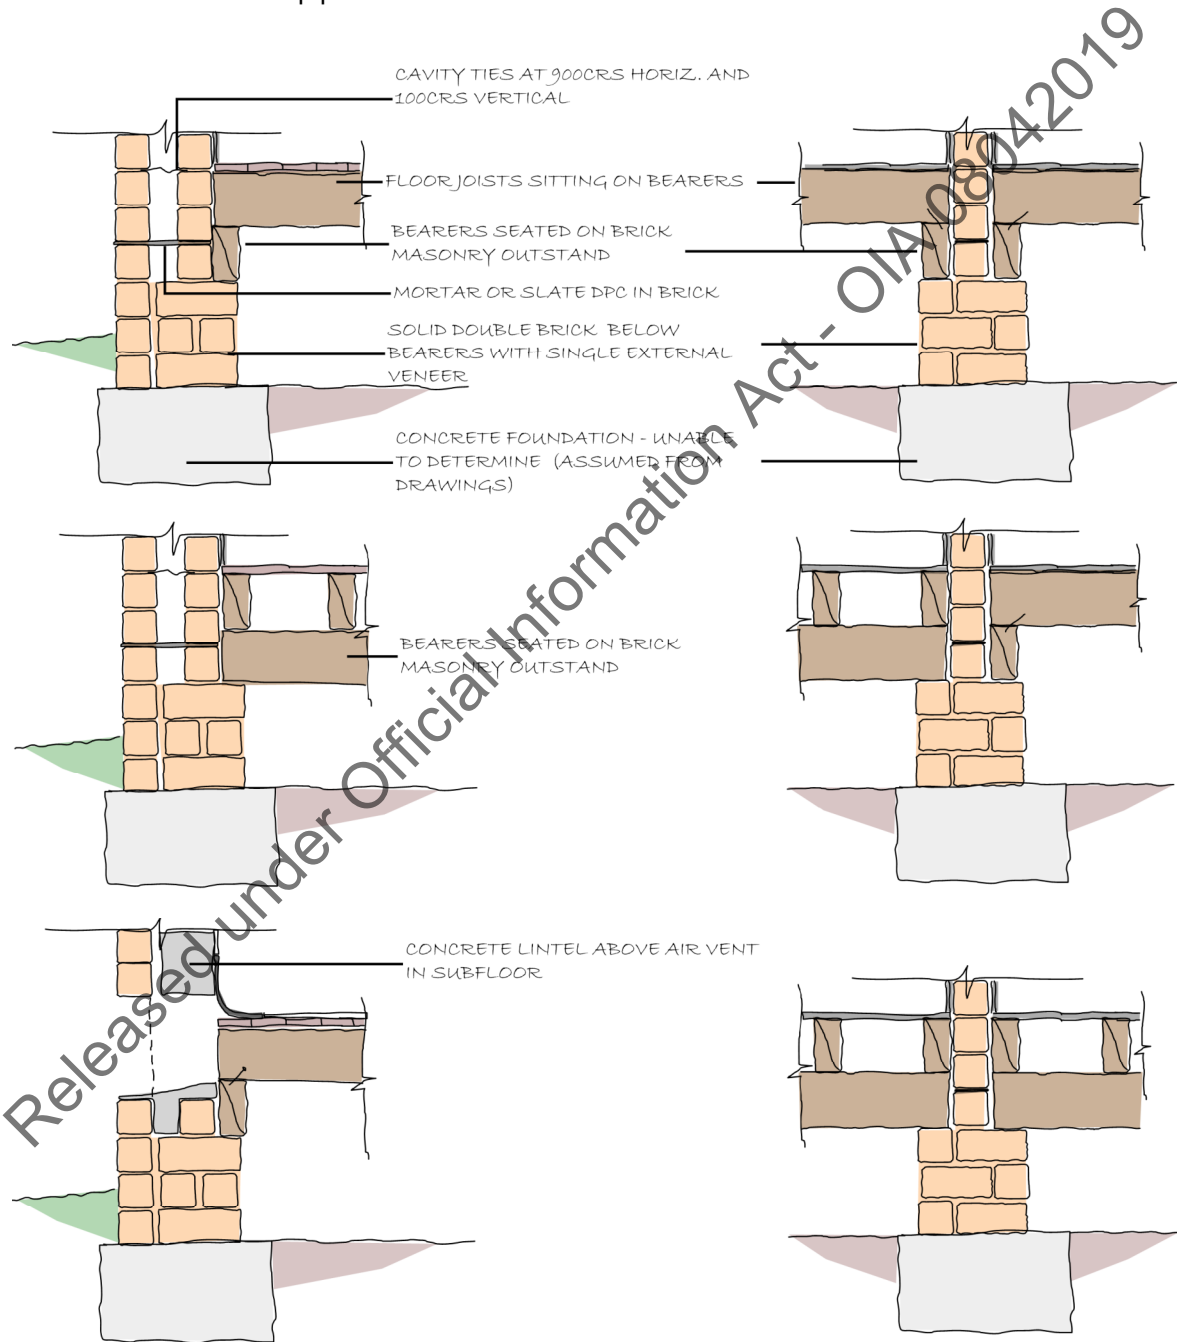 CAVITY TIES AT 900CRS HORIZ. AND
100CRS VERTICAL
FLOOR JOISTS SITTING ON BEARERS
BEARERS SEATED ON BRICK
MASONRY OUTSTAND
MORTAR OR SLATE DPC IN BRICK
SOLID DOUBLE BRICK BELOW
BEARERS WITH SINGLE EXTERNAL
VENEER
CONCRETE FOUNDATION - UNABLE
TO DETERMINE (ASSUMED FROM
DRAWINGS)
BEARERS SEATED ON BRICK
MASONRY OUTSTAND
CONCRETE LINTEL ABOVE AIR VENT
IN SUBFLOOR
Released under Official Information Act - OIA 08042019